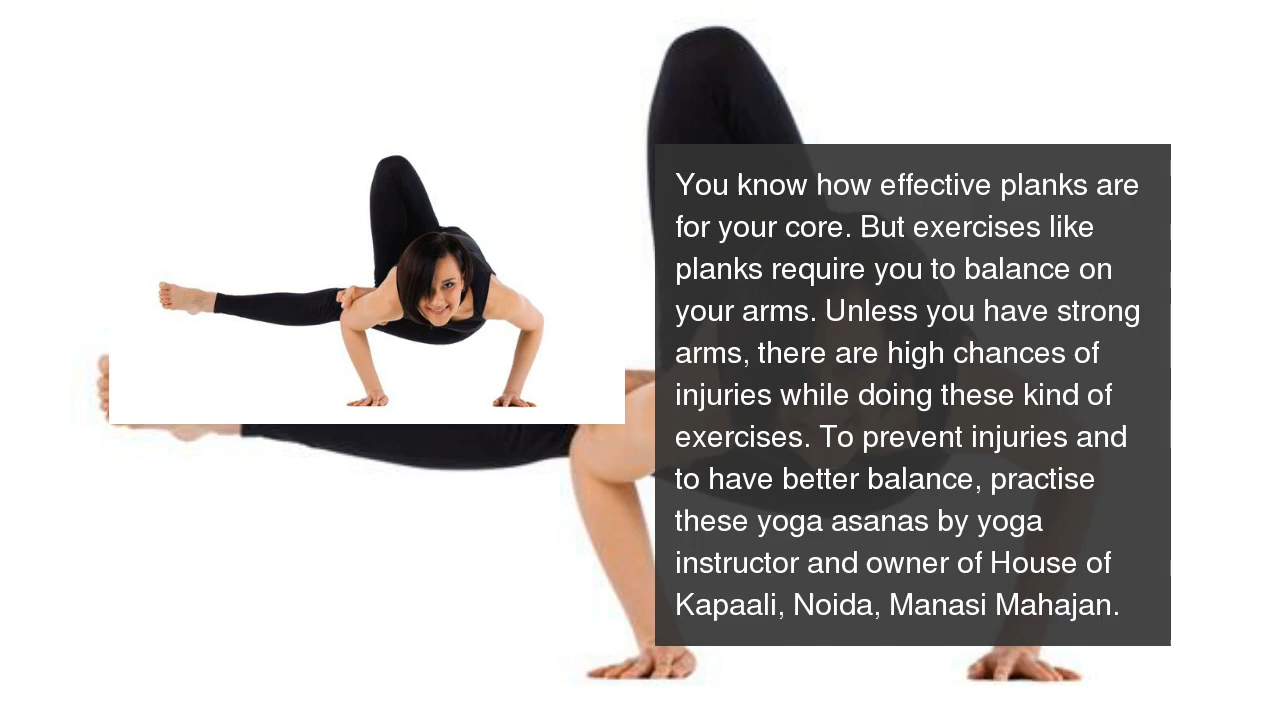 You know how effective planks are
for your core. But exercises like
planks require you to balance on
your arms. Unless you have strong
arms, there are high chances of
injuries while doing these kind of
exercises. To prevent injuries and
to have better balance, practise
these yoga asanas by yoga
instructor and owner of House of
Kapaali, Noida, Manasi Mahajan.